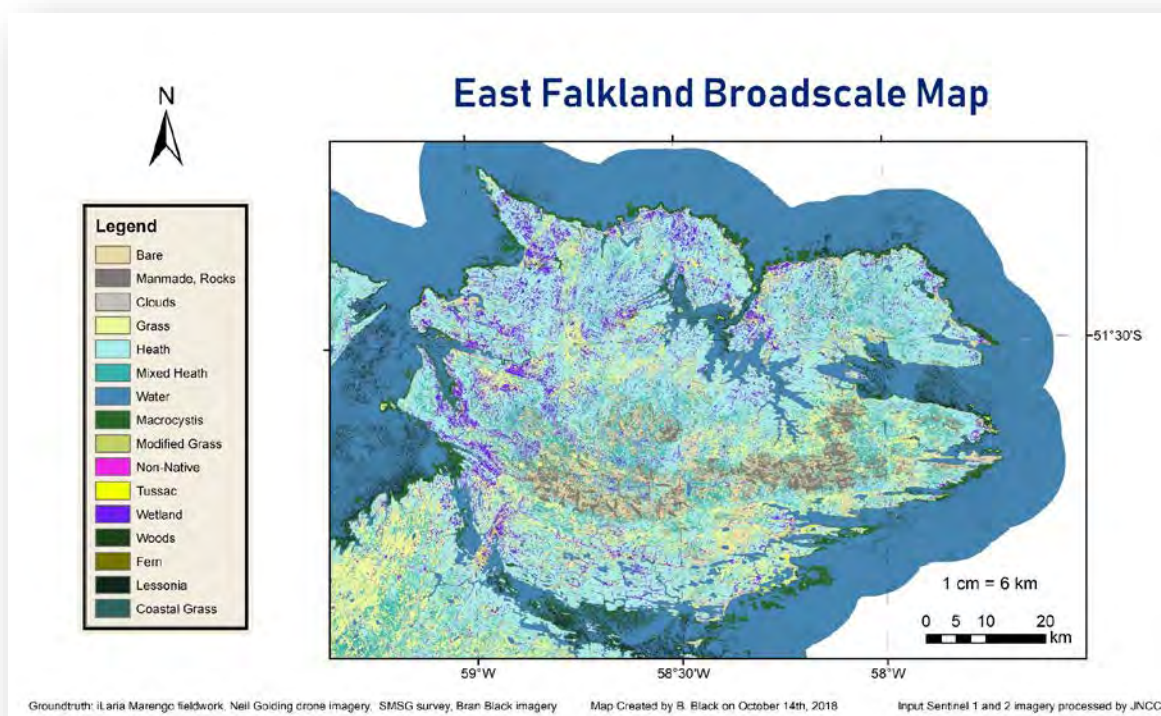 East Falkland Broadscale Map
N
Legend
Bare
Manmade, Rocks
Clouds
Grass
Heath
Mixed Heath
Water
Macrocystis
Modified Grass
Non-Native
Tussac
Wetland
Woods
Fern
Lessonia
Coastal Grass
51°30'S
1 cm = 6 km
0 5 10 20
km
59°W 58°30'W 58°W
Groundtruth: iLaria Marengo fieldwork, Neil Golding drone imagery, SMSG survey, Bran Black imagery Map Created by B. Black on October 14th, 2018 Input Sentinel 1 and 2 imagery processed by JNCC